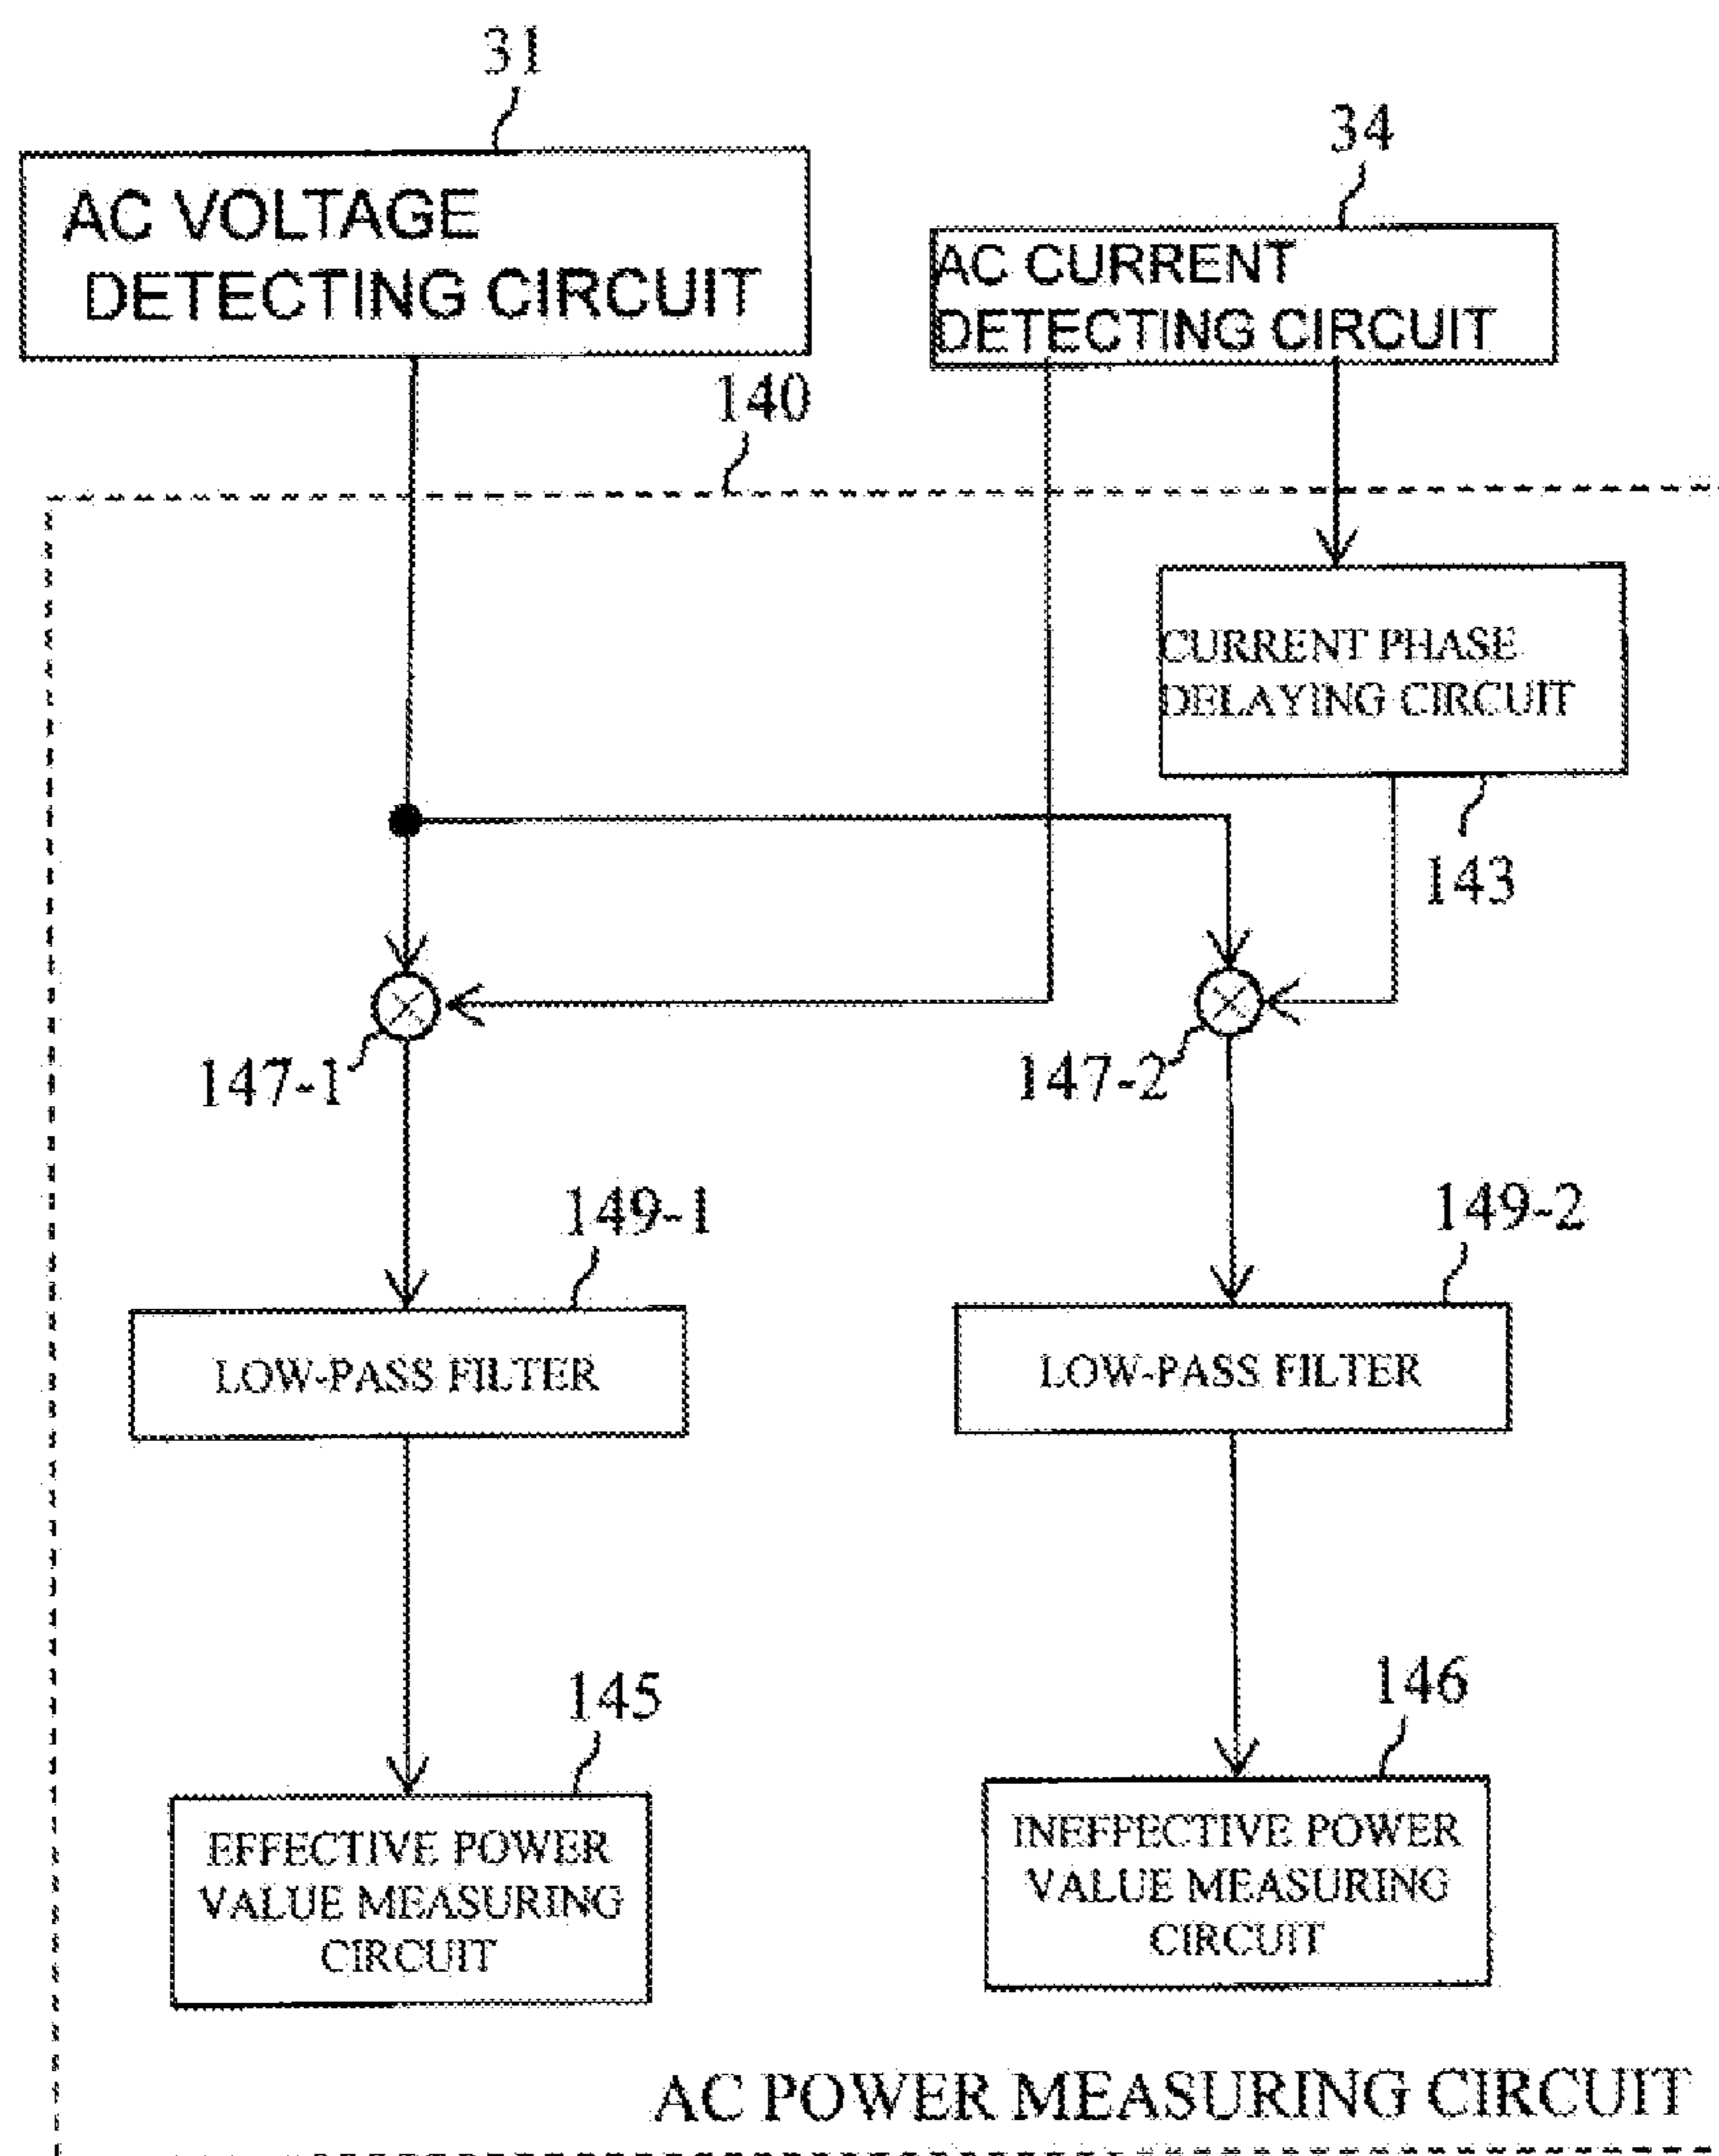 31
34
AC VOLTAGE
DETECTING CIRCUIT
AC CURRENT
DETECTING CIRCUIT
140
CURRENT PHASE
DELAYING CIRCUIT
143
147-1
147-2
149-1
149-2
LOW-PASS FILTER
LOW-PASS FILTER
145
146
EFFECTIVE POWER
VALUE MEASURING
CIRCUIT
INEFFECTIVE POWER
VALUE MEASURING
CIRCUIT
AC POWER MEASURING CIRCUIT